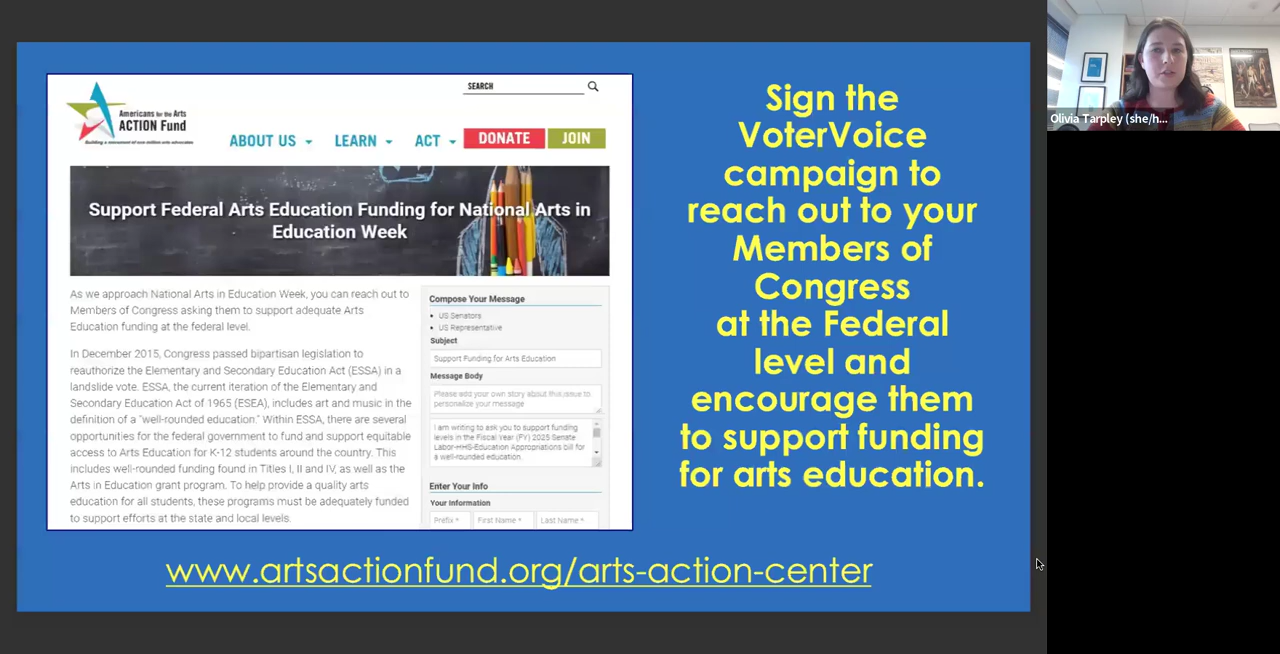 SEARCH
Americans for the Arts
ACTION Fund
Building a movement of one million arts advocates
ABOUT US
LEARN
ACT
DONATE
JOIN
Support Federal Arts Education Funding for National Arts in
Education Week
As we approach National Arts in Education Week, you can reach out to
Members of Congress asking them to support adequate Arts
Education funding at the federal level.
In December 2015, Congress passed bipartisan legislation to
reauthorize the Elementary and Secondary Education Act (ESSA) in a
landslide vote. ESSA, the current iteration of the Elementary and
Secondary Education Act of 1965 (ESEA), includes art and music in the
definition of a "well-rounded education." Within ESSA, there are several
opportunities for the federal government to fund and support equitable
access to Arts Education for K-12 students around the country. This
includes well-rounded funding found in Titles I, II and IV, as well as the
Arts in Education grant program. To help provide a quality arts
education for all students, these programs must be adequately funded
to support efforts at the state and local levels.
Compose Your Message
US Senators
US Representative
Subject
Support Funding for Arts Education
Message Body
Please add your own story about this issue to
personalize your message
I am writing to ask you to support funding
levels in the Fiscal Year (FY) 2025 Senate
Labor-HHS-Education Appropriations bill for
a well-rounded education.
Enter Your Info
Your Information
Prefix *
First Name *
Last Name *
Sign the
VoterVoice
campaign to
reach out to your
Members of
Congress
at the Federal
level and
encourage them
to support funding
for arts education.
www.artsactionfund.org/arts-action-center
Olivia Tarpley (she/h...